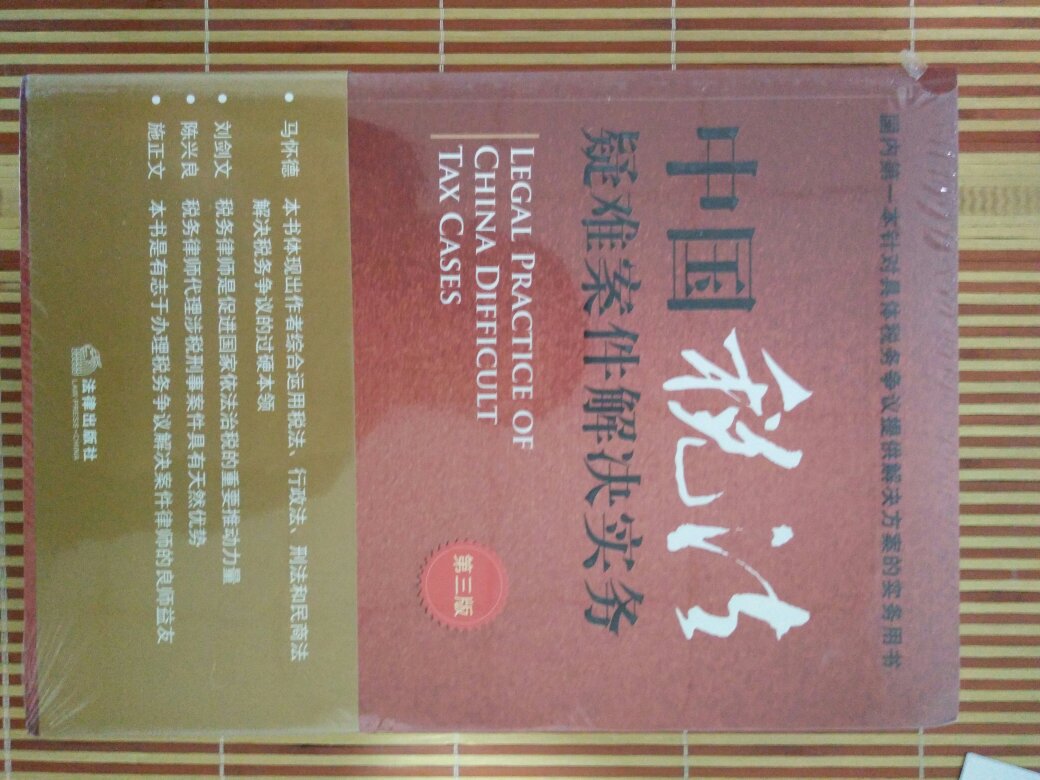 国内第一本针对具体税务争议提供解决方案的实务用书
中国税法
疑难案件解决实务
LEGAL PRACTICE OF
CHINA DIFFICULT
TAX CASES
第三版
• 马怀德 本书体现出作者综合运用税法、行政法、刑法和民商法
解决税务争议的过硬本领
• 刘剑文 税务律师是促进国家依法治税的重要推动力量
• 陈兴良 税务律师代理涉税刑事案件具有天然优势
• 施正文 本书是有志于办理税务争议解决案件律师的良师益友
法律出版社
LAW PRESS·CHINA